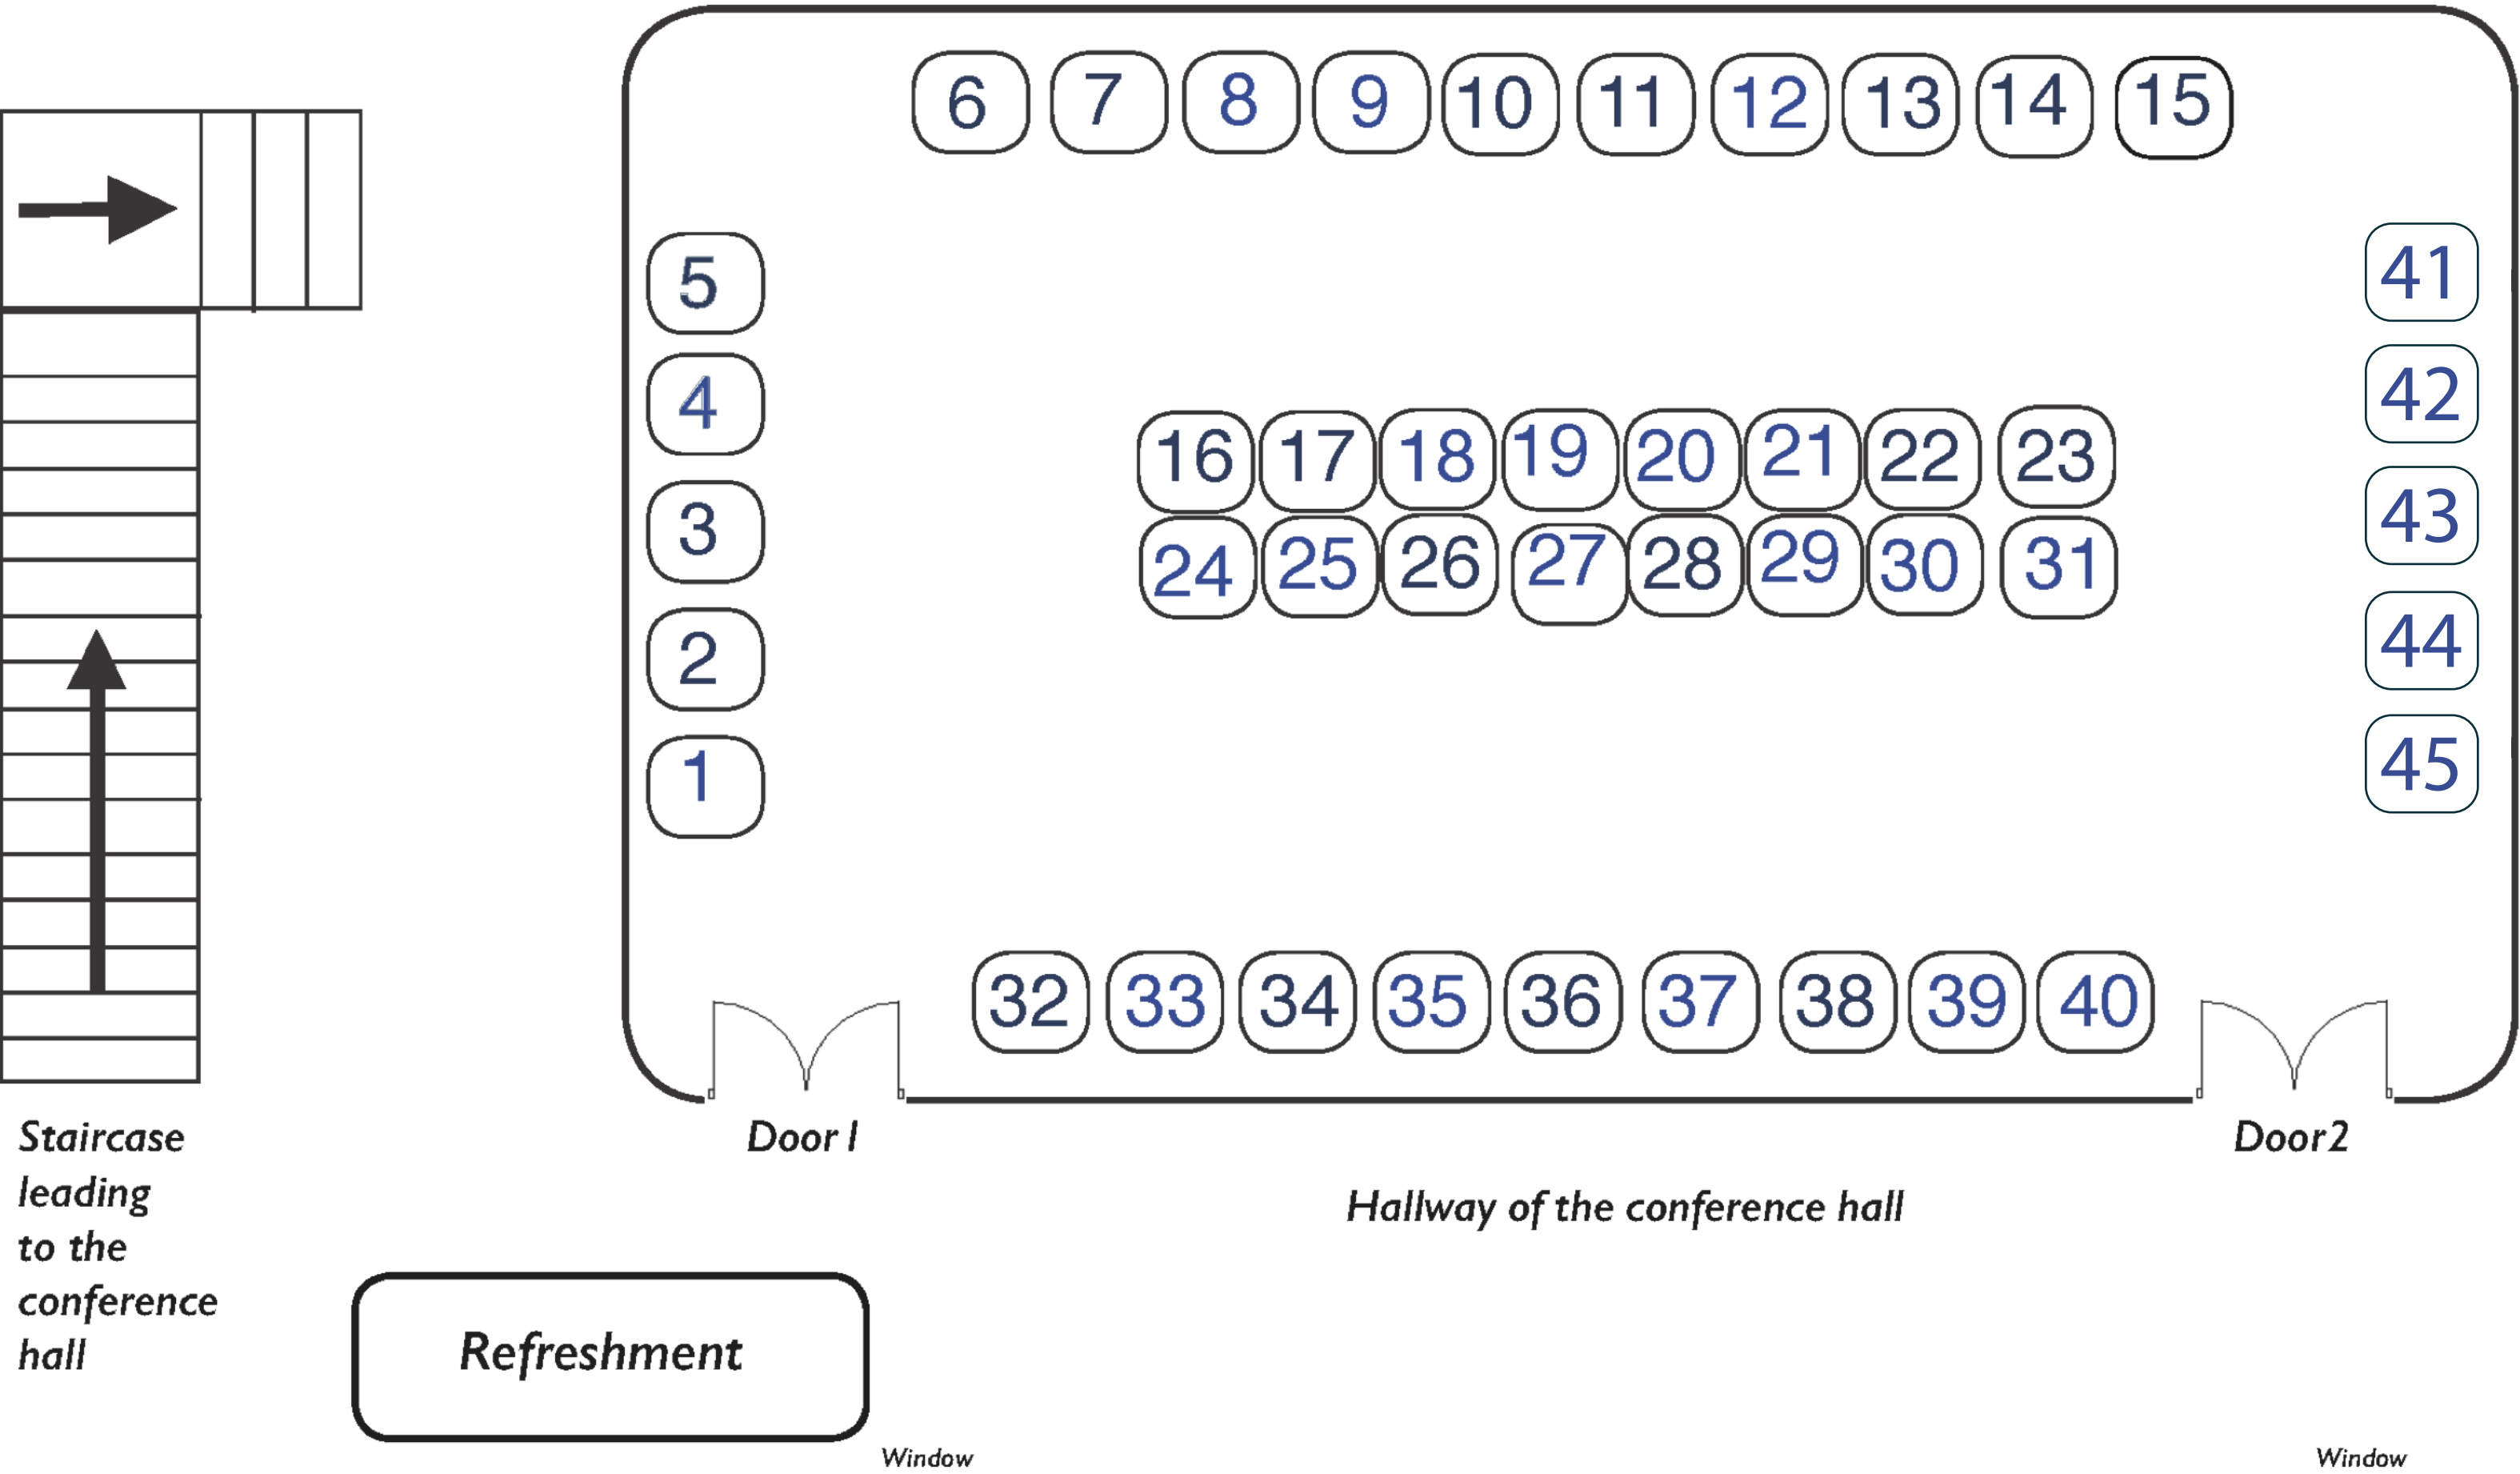 6 7 8 9 10 11 12 13 14 15
5
4
3
2
1
16 17 18 19 20 21 22 23
24 25 26 27 28 29 30 31
41
42
43
44
45
32 33 34 35 36 37 38 39 40
Staircase
leading
to the
conference
hall
Door 1
Door2
Hallway of the conference hall
Refreshment
Window
Window